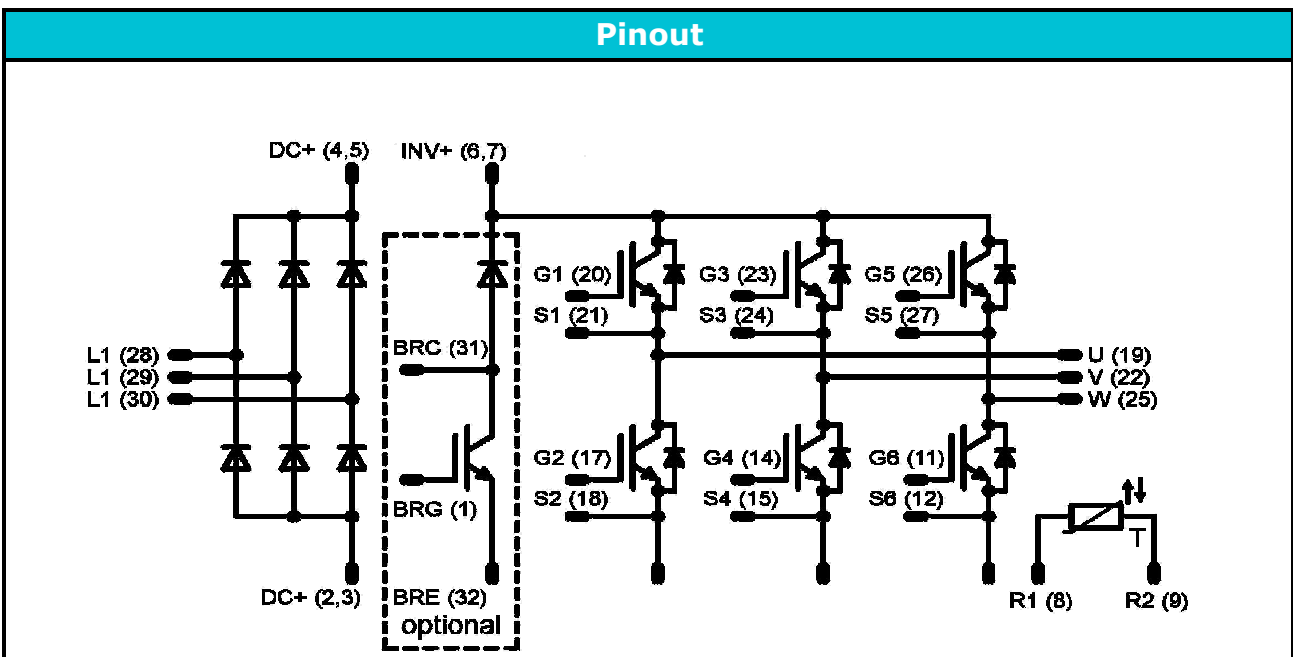 Pinout
DC+ (4,5)
INV+ (6,7)
G1 (20)
G3 (23)
G5 (26)
S1 (21)
S3 (24)
S5 (27)
BRC (31)
L1 (28)
L1 (29)
L1 (30)
U (19)
V (22)
W (25)
G2 (17)
G4 (14)
G6 (11)
S2 (18)
S4 (15)
S6 (12)
BRG (1)
T
DC+ (2,3)
BRE (32)
R1 (8)
R2 (9)
optional